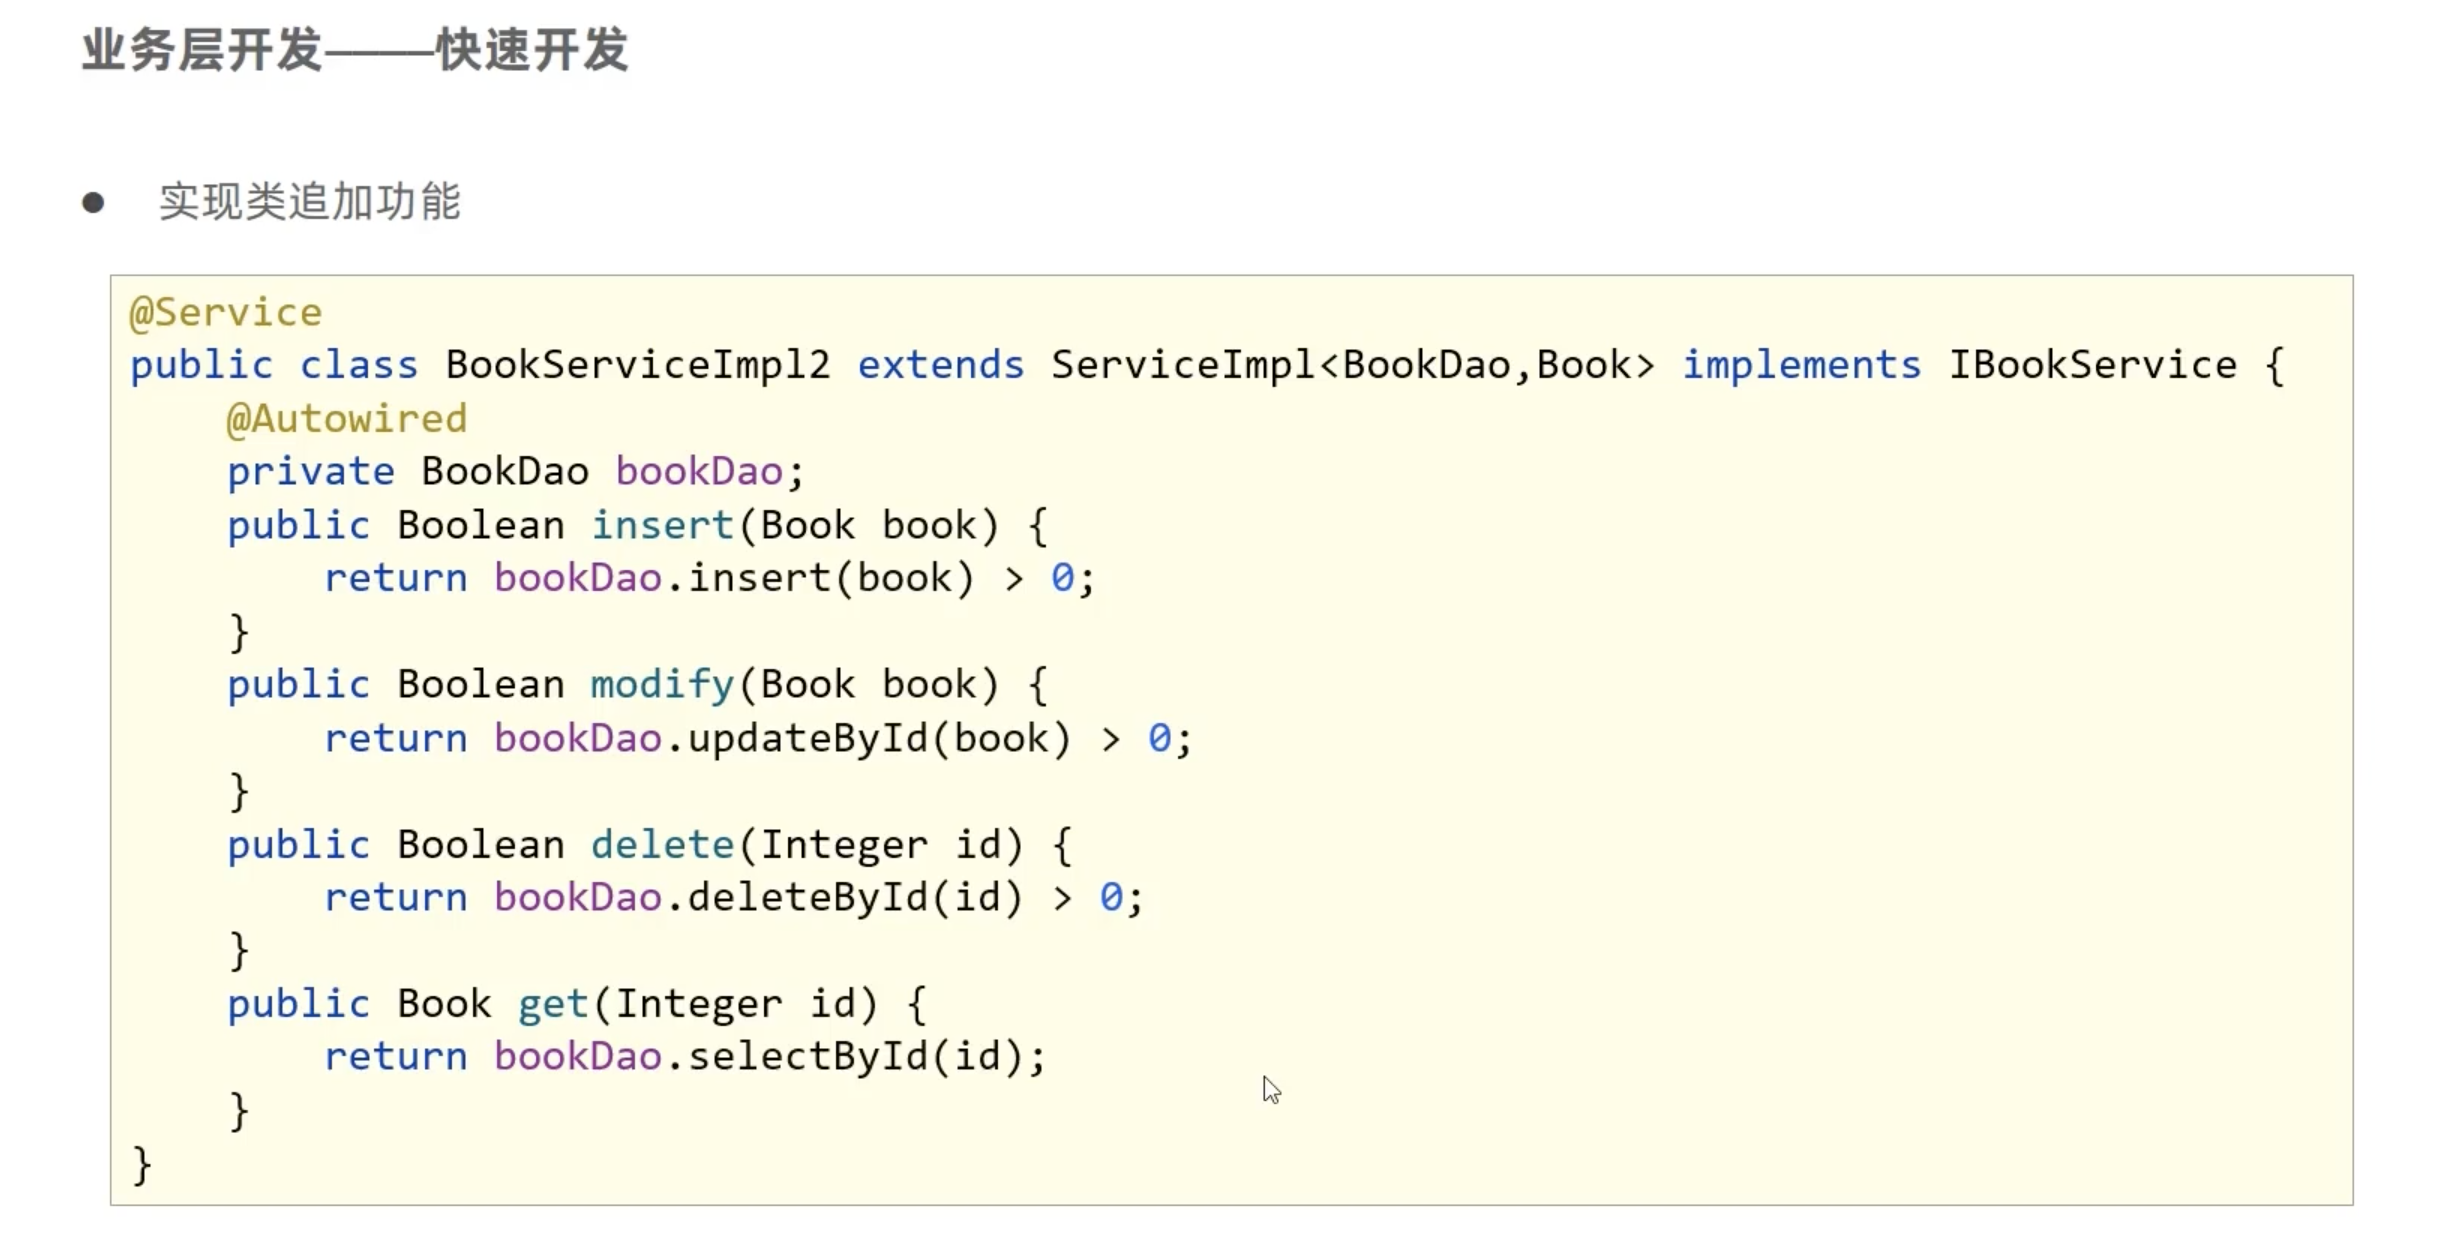 业务层开发————快速开发
● 实现类追加功能
@Service
public class BookServiceImpl2 extends ServiceImpl<BookDao,Book> implements IBookService {
    @Autowired
    private BookDao bookDao;
    public Boolean insert(Book book) {
        return bookDao.insert(book) > 0;
    }
    public Boolean modify(Book book) {
        return bookDao.updateById(book) > 0;
    }
    public Boolean delete(Integer id) {
        return bookDao.deleteById(id) > 0;
    }
    public Book get(Integer id) {
        return bookDao.selectById(id);
    }
}